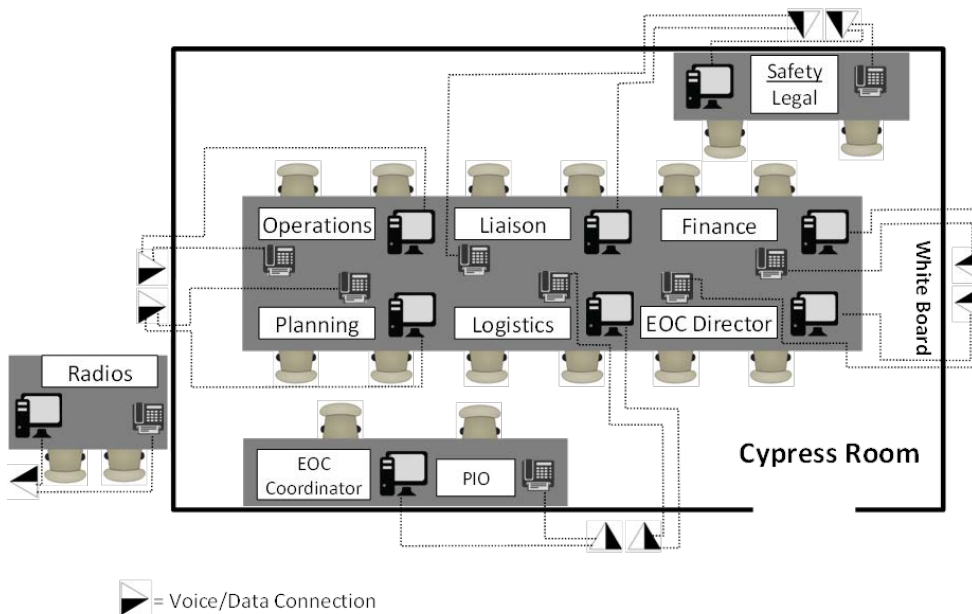 Safety
Legal
Operations
Liaison
Finance
White Board
Planning
Logistics
EOC Director
Radios
Cypress Room
EOC
Coordinator
PIO
= Voice/Data Connection